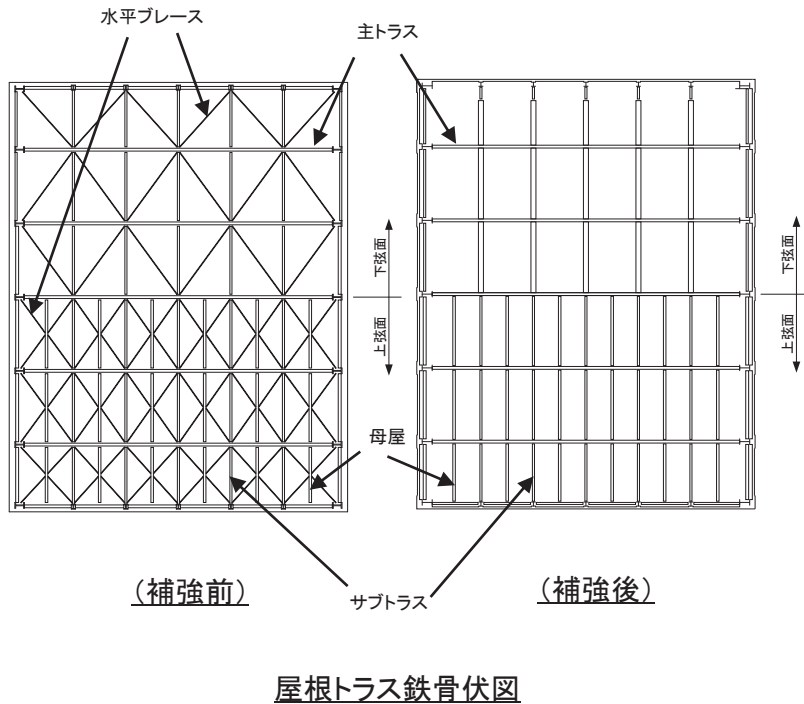 水平ブレース
主トラス
下弦面
上弦面
下弦面
上弦面
母屋
サブトラス
(補強前)
(補強後)
屋根トラス鉄骨伏図